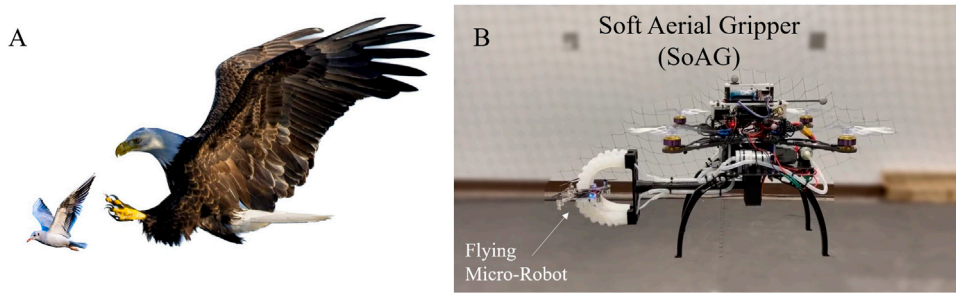 A
B
Soft Aerial Gripper
(SoAG)
Flying
Micro-Robot